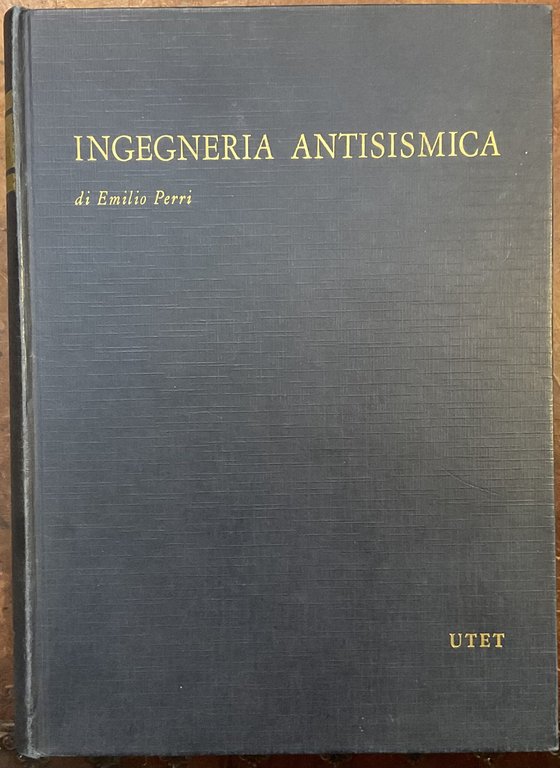 INGEGNERIA ANTISISMICA
di Emilio Perri
UTET